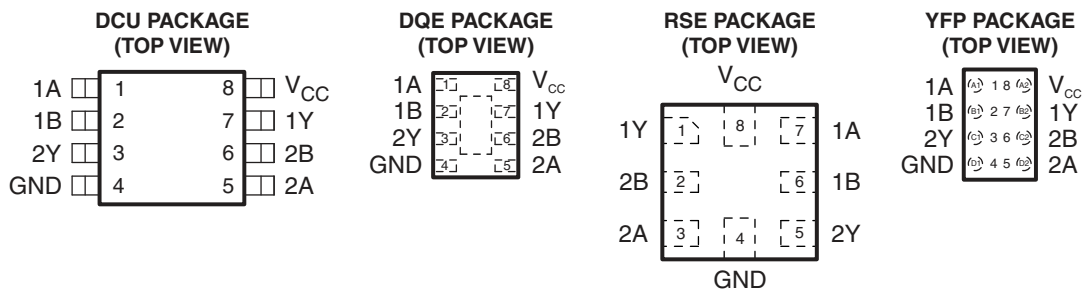 DCU PACKAGE
(TOP VIEW)
1A 1 8 VCC
1B 2 7 1Y
2Y 3 6 2B
GND 4 5 2A
DQE PACKAGE
(TOP VIEW)
1A 1 8 VCC
1B 2 7 1Y
2Y 3 6 2B
GND 4 5 2A
RSE PACKAGE
(TOP VIEW)
VCC
1Y 1 8 7 1A
2B 2 6 1B
2A 3 4 5 2Y
GND
YFP PACKAGE
(TOP VIEW)
1A A1 1 8 A2 VCC
1B B1 2 7 B2 1Y
2Y C1 3 6 C2 2B
GND D1 4 5 D2 2A